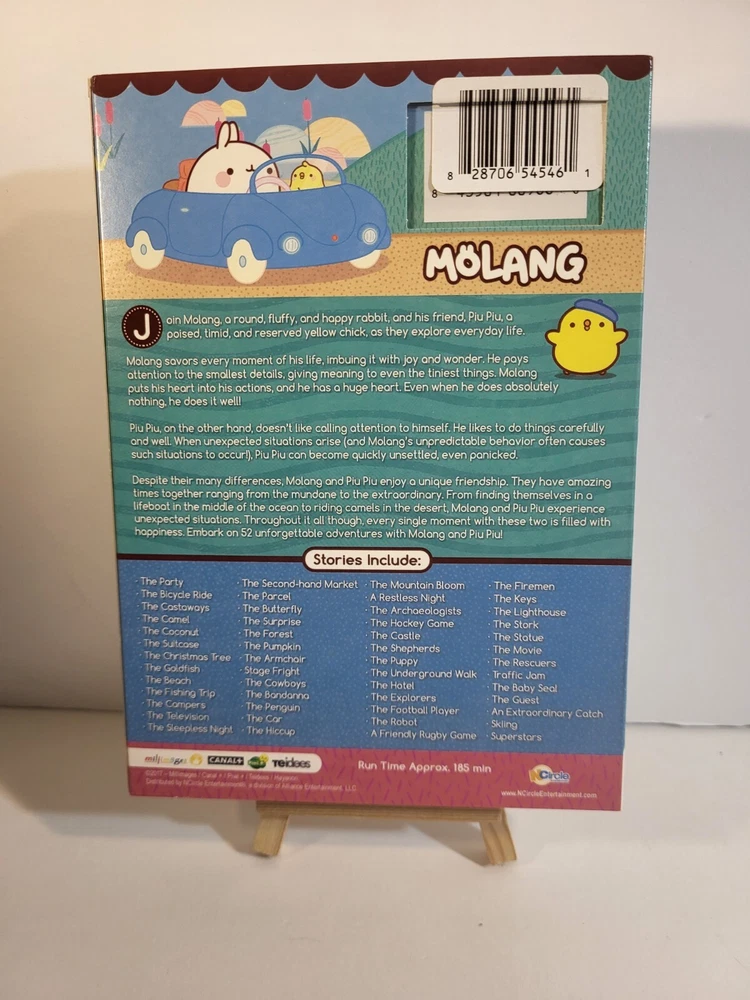 8 28706 54546 1
MOLANG
Join Molang, a round, fluffy, and happy rabbit, and his friend, Piu Piu, a
poised, timid, and reserved yellow chick, as they explore everyday life.
Molang savors every moment of his life, imbuing it with joy and wonder. He pays
attention to the smallest details, giving meaning to even the tiniest things. Molang
puts his heart into his actions, and he has a huge heart. Even when he does absolutely
nothing, he does it well!
Piu Piu, on the other hand, doesn't like calling attention to himself. He likes to do things carefully
and well. When unexpected situations arise (and Molang's unpredictable behavior often causes
such situations to occur!), Piu Piu can become quickly unsettled, even panicked.
Despite their many differences, Molang and Piu Piu enjoy a unique friendship. They have amazing
times together ranging from the mundane to the extraordinary. From finding themselves in a
lifeboat in the middle of the ocean to riding camels in the desert, Molang and Piu Piu experience
unexpected situations. Throughout it all though, every single moment with these two is filled with
happiness. Embark on 52 unforgettable adventures with Molang and Piu Piu!
Stories Include:
· The Party
· The Bicycle Ride
· The Castaways
· The Camel
· The Coconut
· The Suitcase
· The Christmas Tree
· The Goldfish
· The Beach
· The Fishing Trip
· The Campers
· The Television
· The Sleepless Night
· The Second-hand Market
· The Parcel
· The Butterfly
· The Surprise
· The Forest
· The Pumpkin
· The Armchair
· Stage Fright
· The Cowboys
· The Bandanna
· The Penguin
· The Car
· The Hiccup
· The Mountain Bloom
· A Restless Night
· The Archaeologists
· The Hockey Game
· The Castle
· The Shepherds
· The Puppy
· The Underground Walk
· The Hotel
· The Explorers
· The Football Player
· The Robot
· A Friendly Rugby Game
· The Firemen
· The Keys
· The Lighthouse
· The Stork
· The Statue
· The Movie
· The Rescuers
· Traffic Jam
· The Baby Seal
· The Guest
· An Extraordinary Catch
· Skiing
· Superstars
millimages CANAL+ TeIdees
Run Time Approx. 185 min
NCircle
Distributed by NCircle Entertainment, a division of Alliance Entertainment, LLC
www.NCircleEntertainment.com